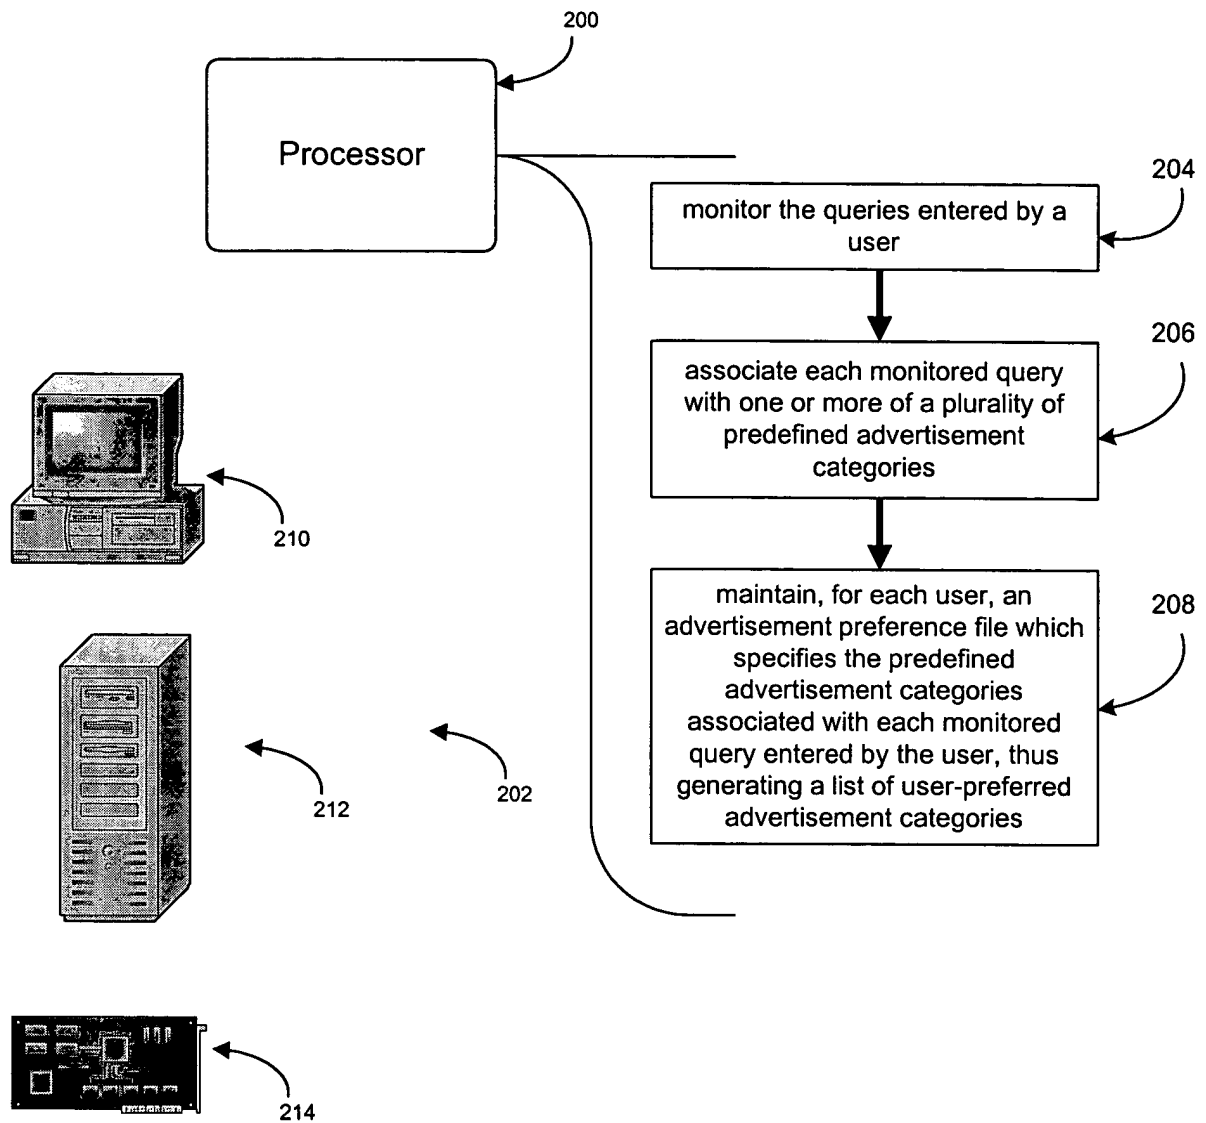 200
Processor
204
monitor the queries entered by a
user
206
associate each monitored query
with one or more of a plurality of
predefined advertisement
categories
210
208
maintain, for each user, an
advertisement preference file which
specifies the predefined
advertisement categories
associated with each monitored
query entered by the user, thus
generating a list of user-preferred
advertisement categories
212
202
214